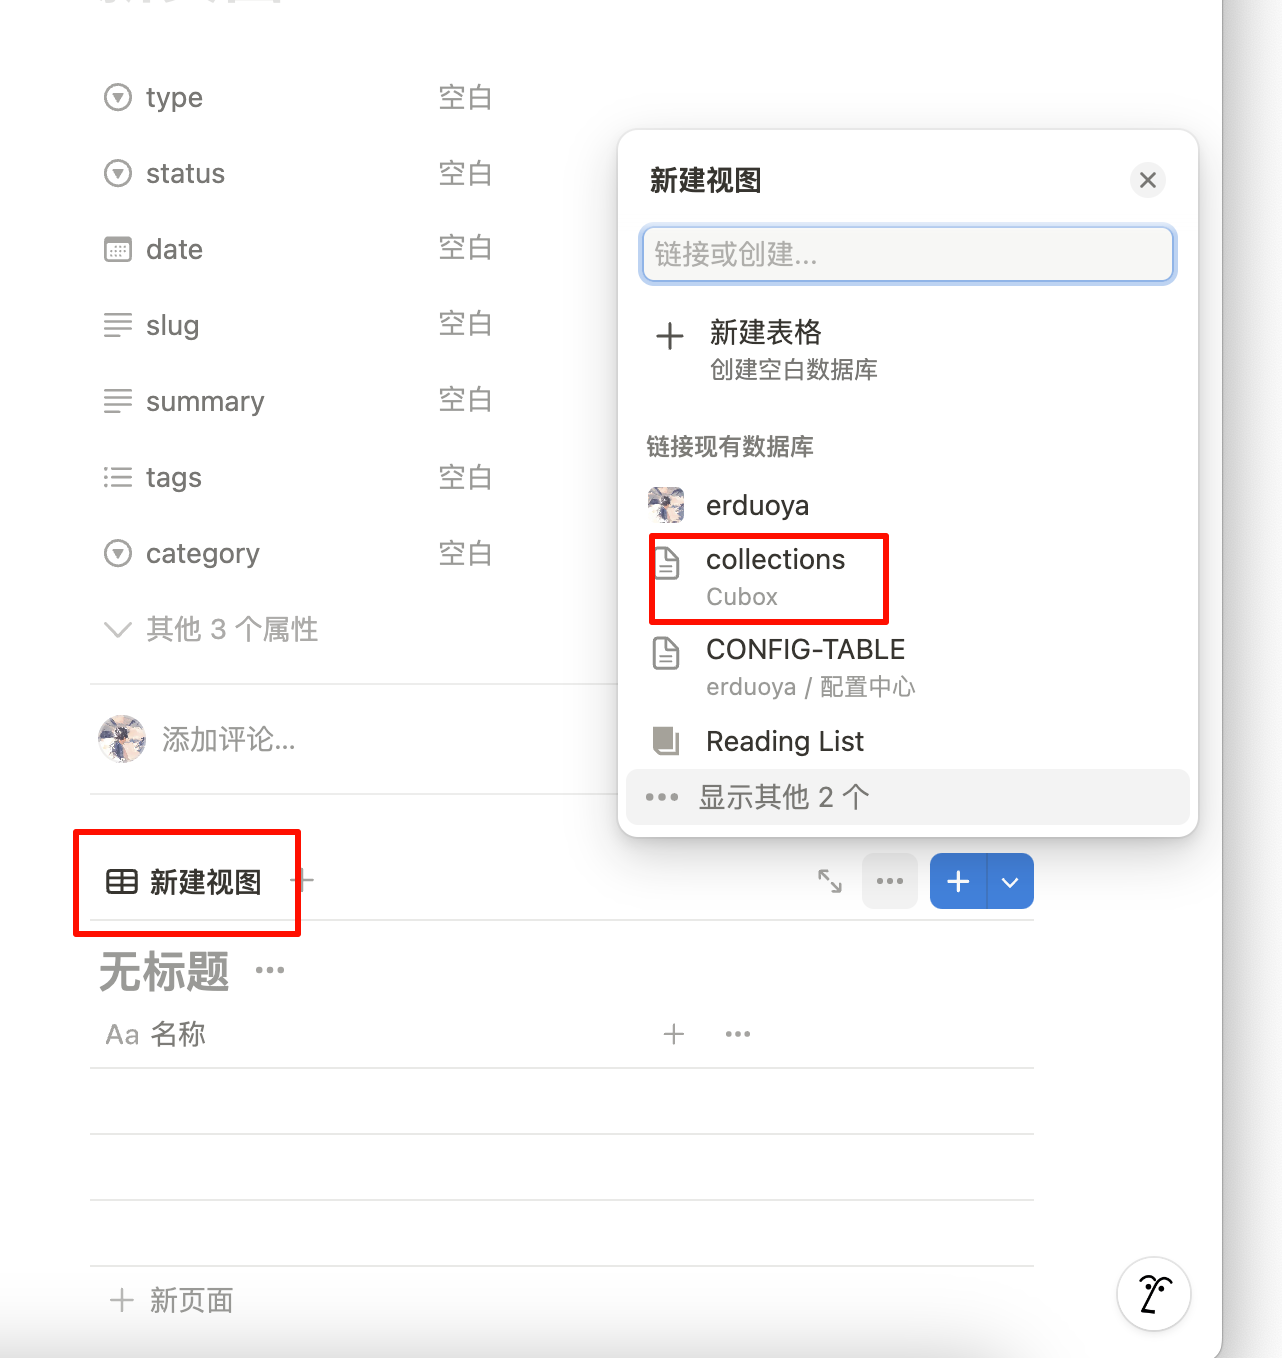 type 空白
status 空白
date 空白
slug 空白
summary 空白
tags 空白
category 空白
其他 3 个属性
添加评论...
新建视图
链接或创建...
新建表格
创建空白数据库
链接现有数据库
erduoya
collections
Cubox
CONFIG-TABLE
erduoya / 配置中心
Reading List
显示其他 2 个
新建视图
无标题
Aa 名称
新页面